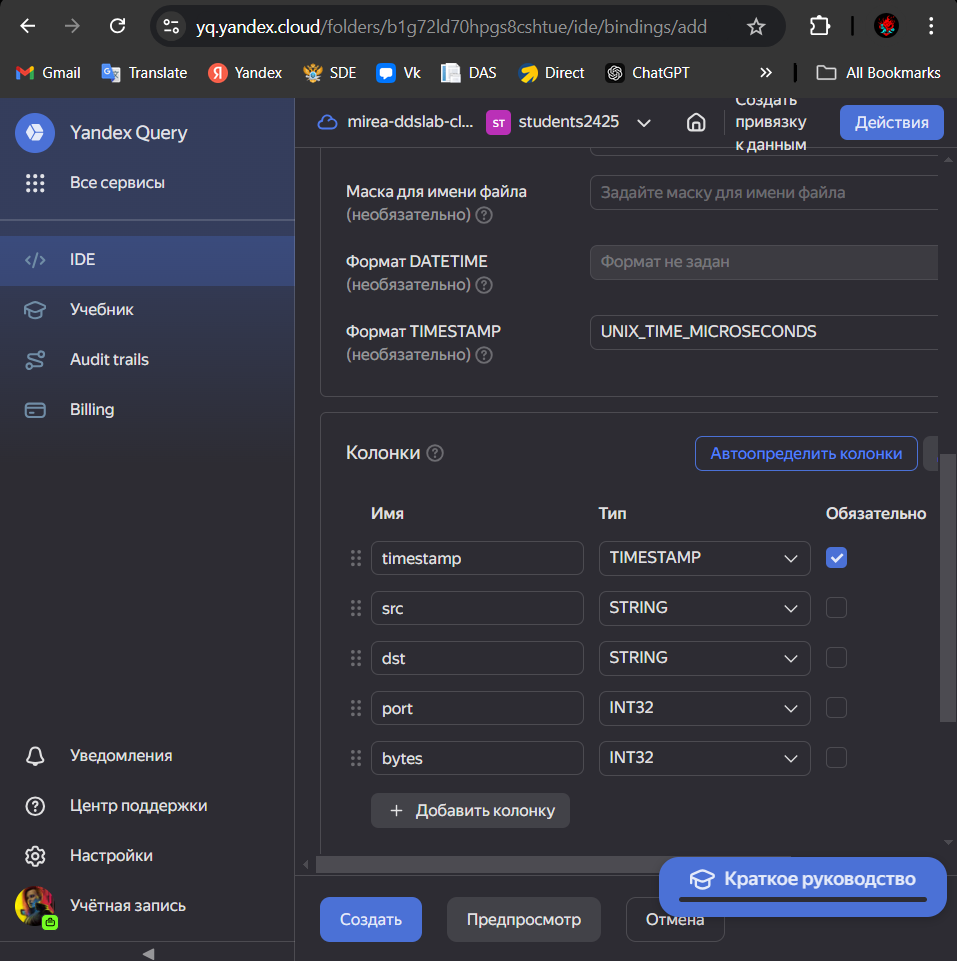 yq.yandex.cloud/folders/b1g72ld70hpgs8cshtue/ide/bindings/add
Gmail
Translate
Yandex
SDE
Vk
DAS
Direct
ChatGPT
All Bookmarks
Yandex Query
Все сервисы
IDE
Учебник
Audit trails
Billing
Уведомления
Центр поддержки
Настройки
Учётная запись
mirea-ddslab-cl...
ST
students2425
Создать
привязку
к данным
Действия
Маска для имени файла
(необязательно)
Задайте маску для имени файла
Формат DATETIME
(необязательно)
Формат не задан
Формат TIMESTAMP
(необязательно)
UNIX_TIME_MICROSECONDS
Колонки
Автоопределить колонки
Имя Тип Обязательно
timestamp TIMESTAMP
src STRING
dst STRING
port INT32
bytes INT32
+ Добавить колонку
Краткое руководство
Создать
Предпросмотр
Отмена